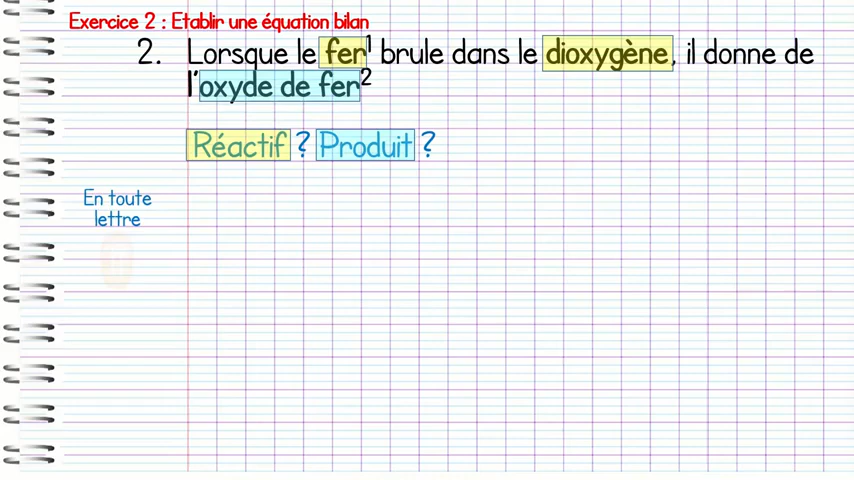 Exercice 2 : Etablir une équation bilan
2. Lorsque le fer¹ brule dans le dioxygène, il donne de
l'oxyde de fer²
Réactif ? Produit ?
En toute
lettre